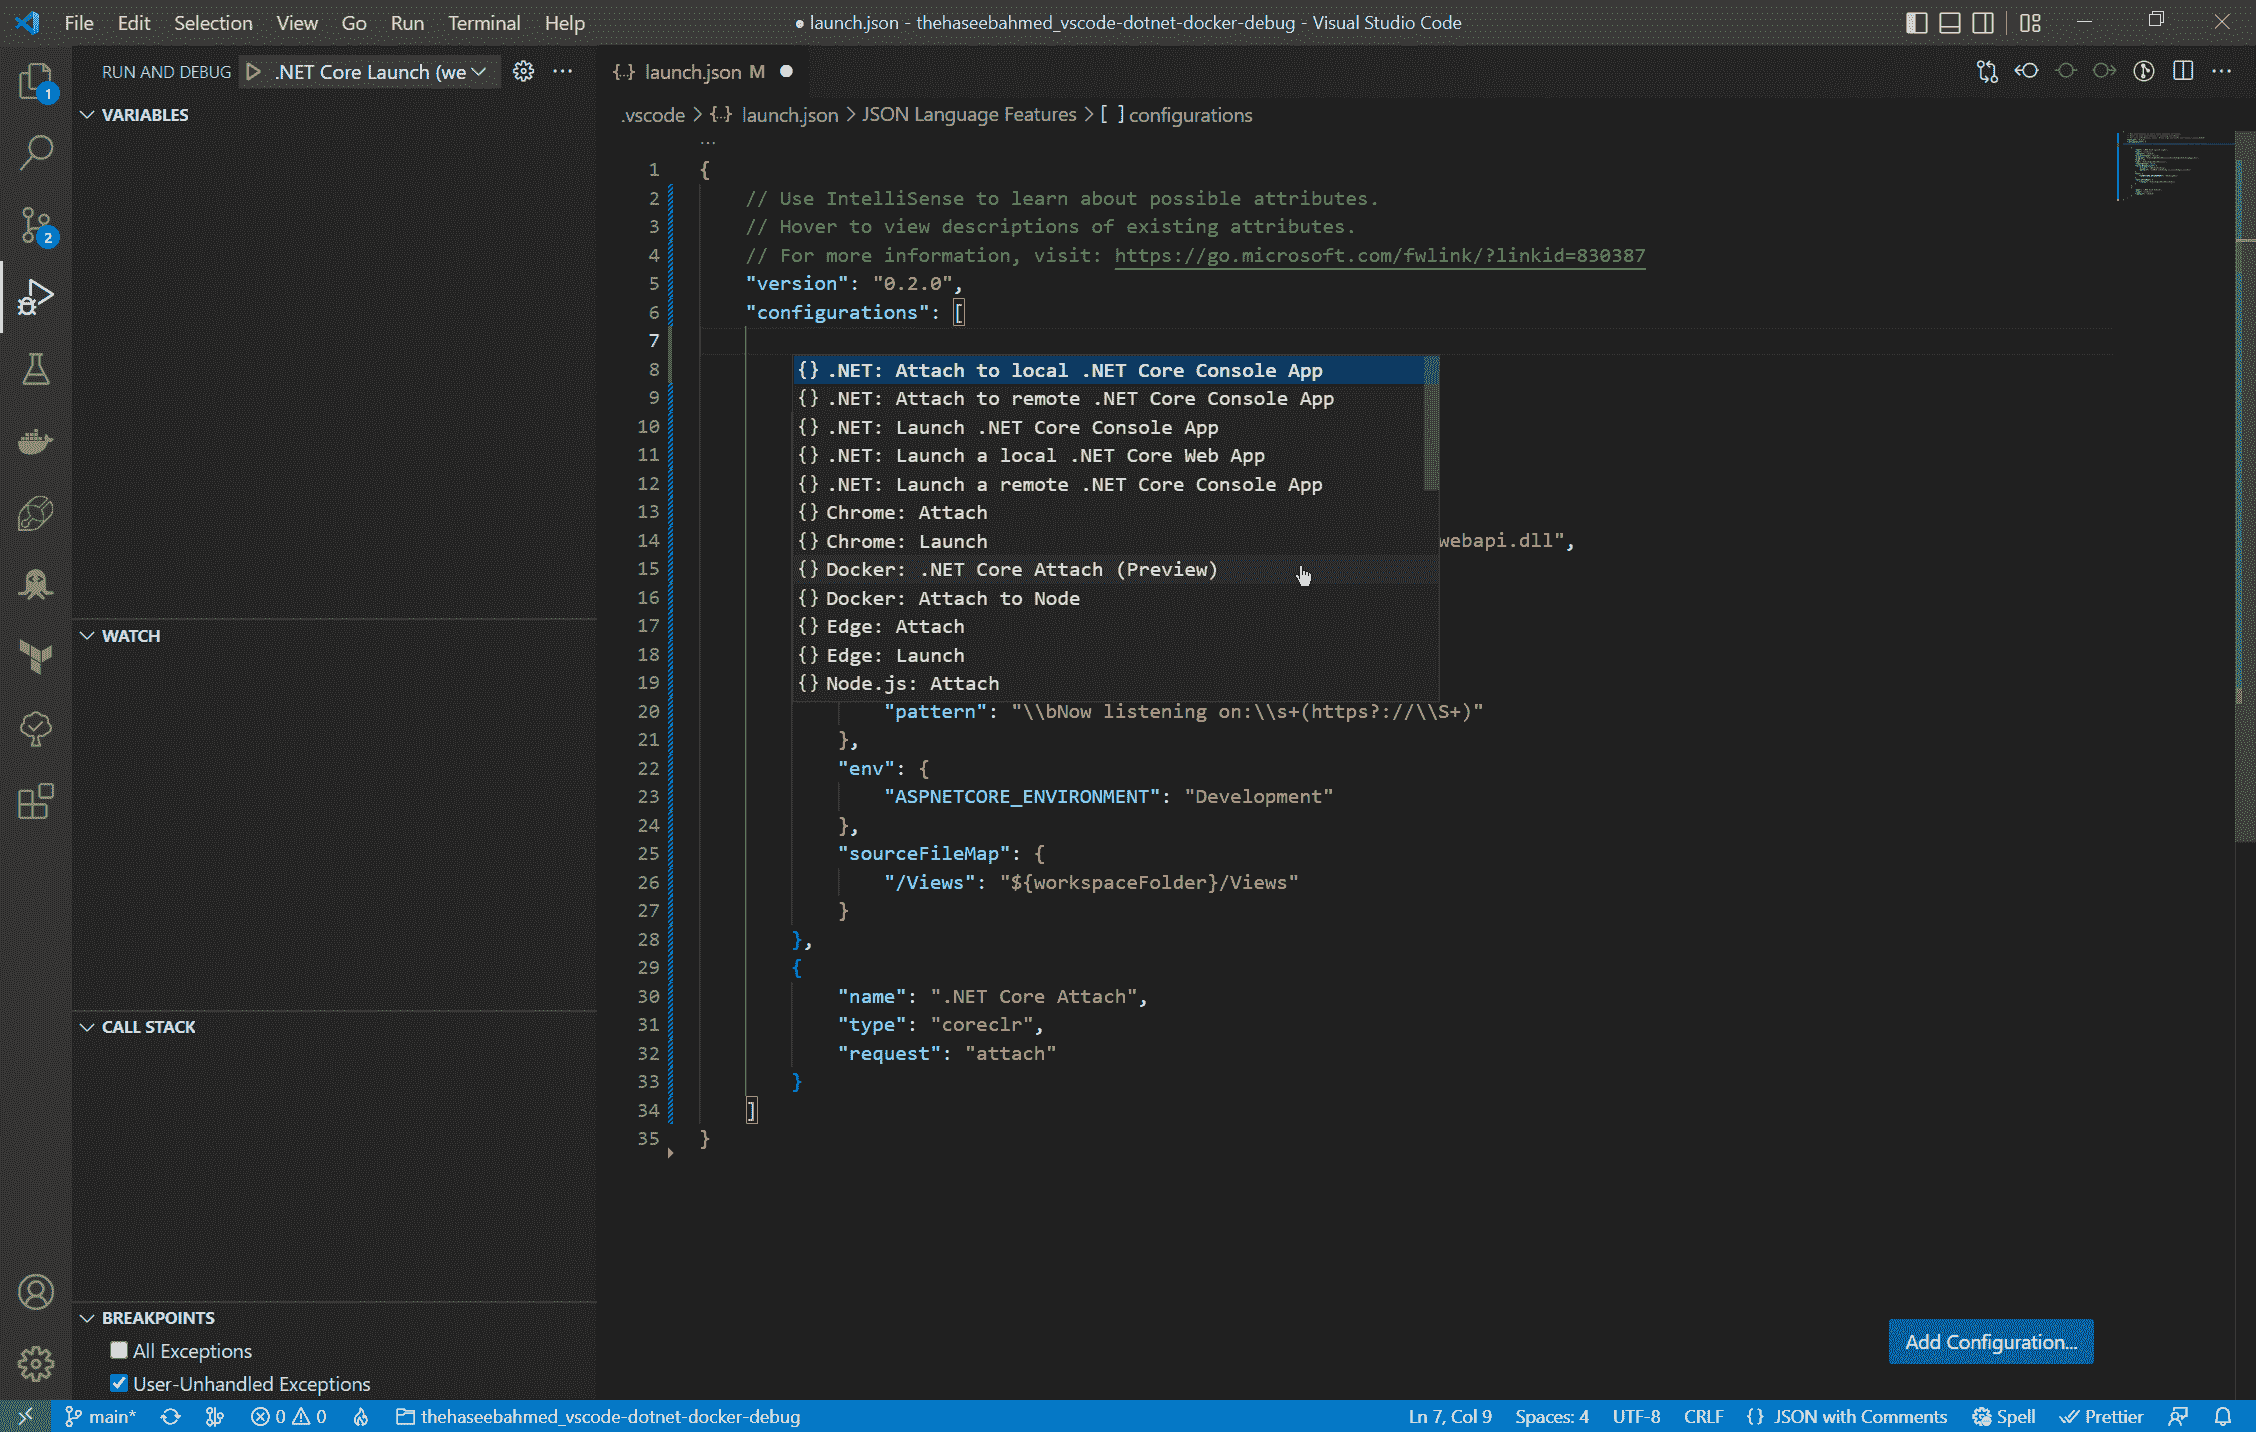 File Edit Selection View Go Run Terminal Help
● launch.json - thehaseebahmed_vscode-dotnet-docker-debug - Visual Studio Code
RUN AND DEBUG
.NET Core Launch (we
{..} launch.json M
.vscode > {..} launch.json > JSON Language Features > [ ] configurations
1
2
VARIABLES
WATCH
CALL STACK
BREAKPOINTS
All Exceptions
User-Unhandled Exceptions
...
1 {
2 // Use IntelliSense to learn about possible attributes.
3 // Hover to view descriptions of existing attributes.
4 // For more information, visit: https://go.microsoft.com/fwlink/?linkid=830387
5 "version": "0.2.0",
6 "configurations": [
7
8 {} .NET: Attach to local .NET Core Console App
9 {} .NET: Attach to remote .NET Core Console App
10 {} .NET: Launch .NET Core Console App
11 {} .NET: Launch a local .NET Core Web App
12 {} .NET: Launch a remote .NET Core Console App
13 {} Chrome: Attach
14 {} Chrome: Launch webapi.dll",
15 {} Docker: .NET Core Attach (Preview)
16 {} Docker: Attach to Node
17 {} Edge: Attach
18 {} Edge: Launch
19 {} Node.js: Attach
20 "pattern": "\\bNow listening on:\\s+(https?://\\S+)"
21 },
22 "env": {
23 "ASPNETCORE_ENVIRONMENT": "Development"
24 },
25 "sourceFileMap": {
26 "/Views": "${workspaceFolder}/Views"
27 }
28 },
29 {
30 "name": ".NET Core Attach",
31 "type": "coreclr",
32 "request": "attach"
33 }
34 ]
35 }
Add Configuration...
main* 0 0 thehaseebahmed_vscode-dotnet-docker-debug Ln 7, Col 9 Spaces: 4 UTF-8 CRLF {} JSON with Comments Spell Prettier